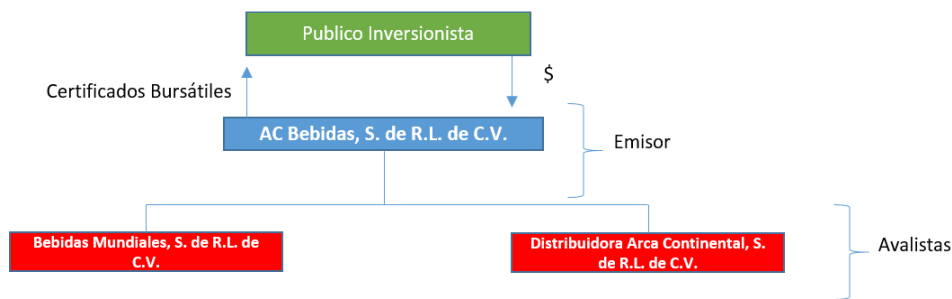 Publico Inversionista
$
Certificados Bursátiles
AC Bebidas, S. de R.L. de C.V.
Emisor
Bebidas Mundiales, S. de R.L. de
C.V.
Distribuidora Arca Continental, S.
de R.L. de C.V.
Avalistas